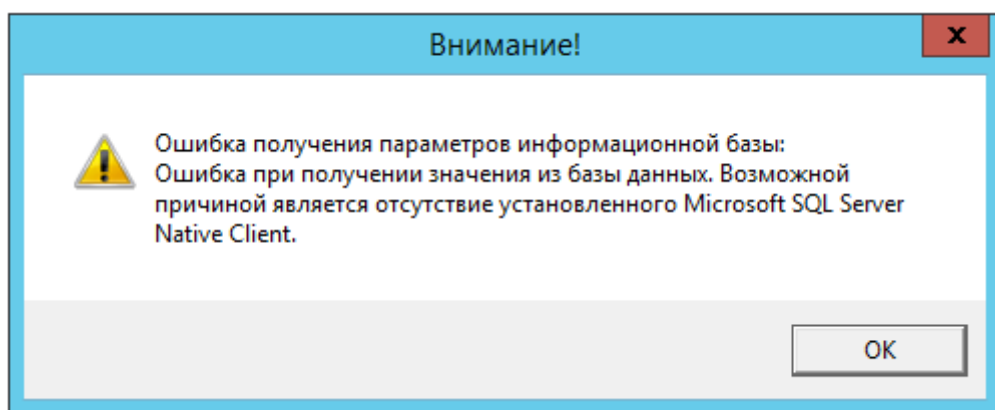 Внимание!
Ошибка получения параметров информационной базы:
Ошибка при получении значения из базы данных. Возможной
причиной является отсутствие установленного Microsoft SQL Server
Native Client.
OK